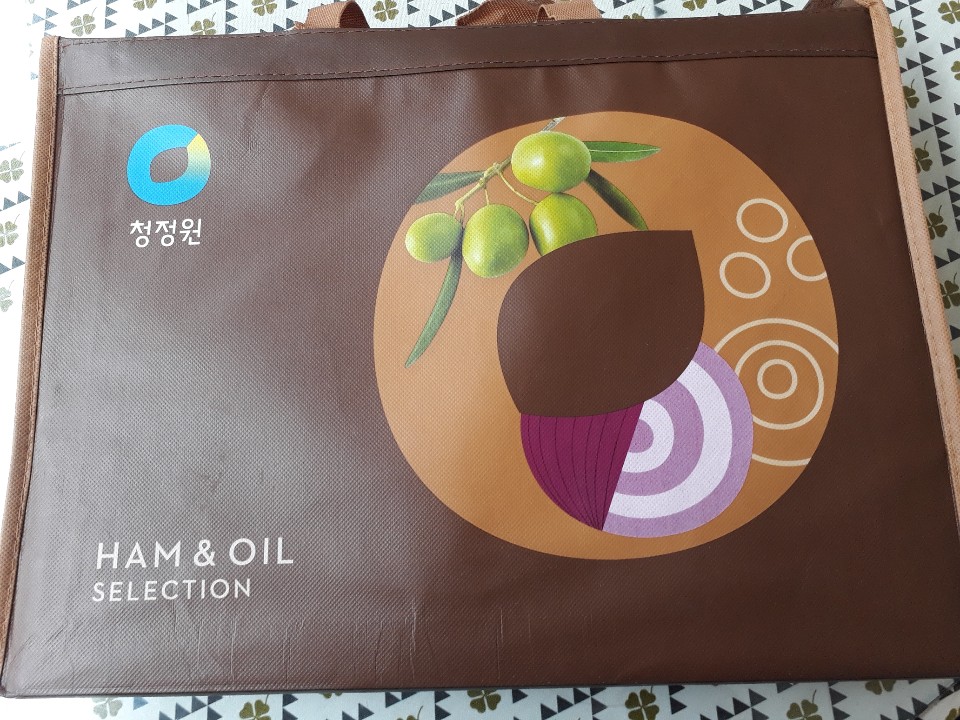 청정원
HAM & OIL
SELECTION